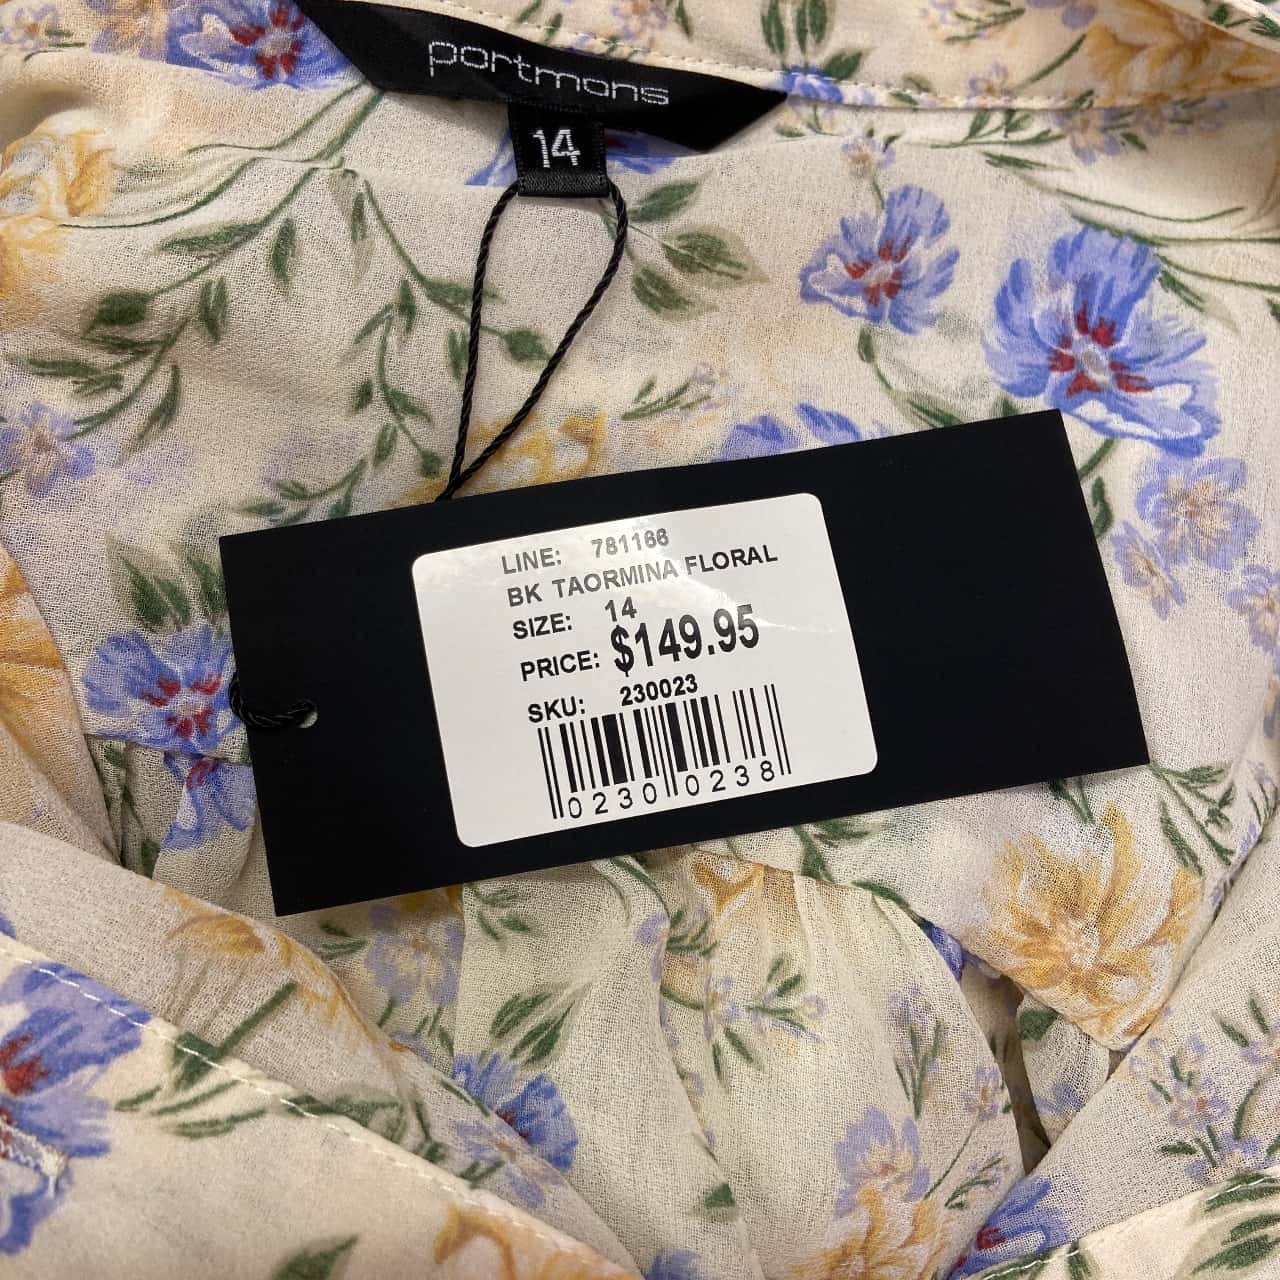 portmans
14
LINE: 781166
BK TAORMINA FLORAL
SIZE: 14
PRICE: $149.95
SKU: 230023
0230 0238